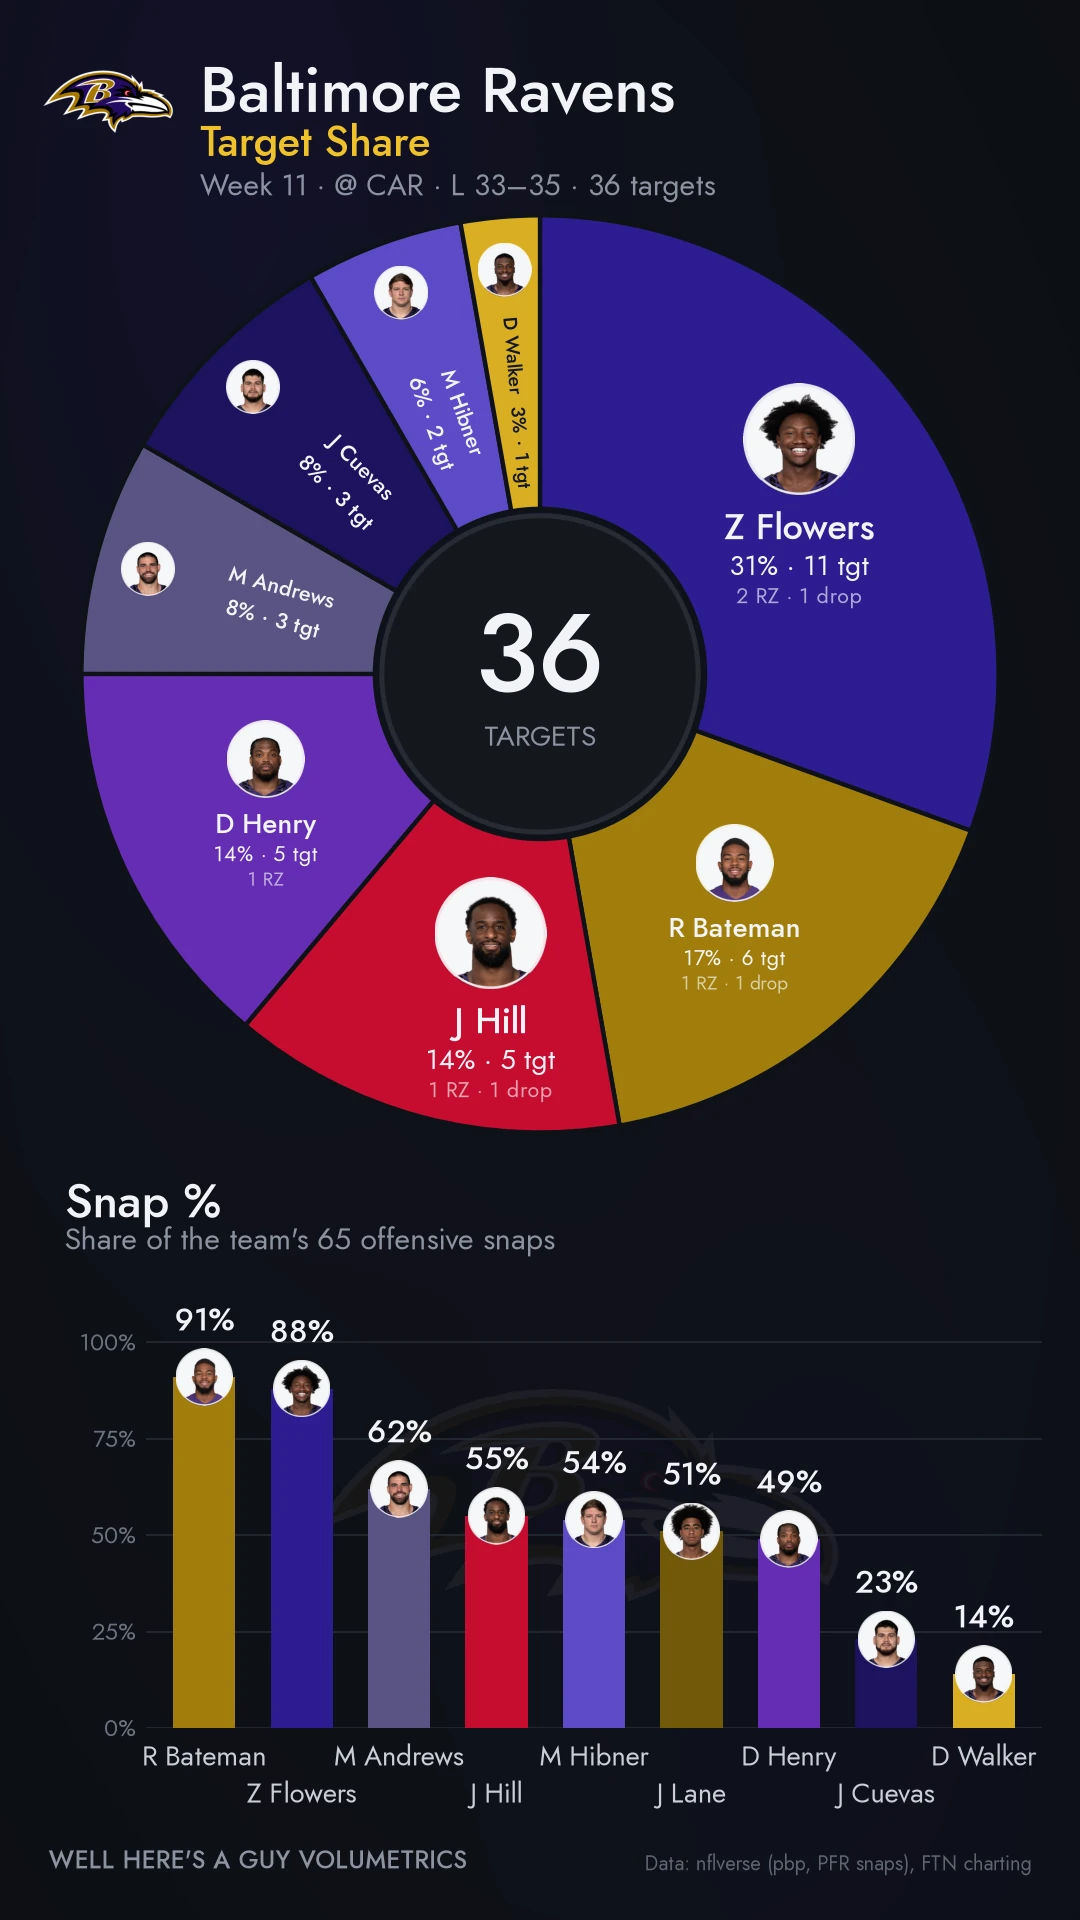 Baltimore Ravens
Target Share
Week 11 · @ CAR · L 33–35 · 36 targets
D Walker 3% · 1 tgt
M Hibner
6% · 2 tgt
J Cuevas
8% · 3 tgt
M Andrews
8% · 3 tgt
Z Flowers
31% · 11 tgt
2 RZ · 1 drop
36
TARGETS
D Henry
14% · 5 tgt
1 RZ
R Bateman
17% · 6 tgt
1 RZ · 1 drop
J Hill
14% · 5 tgt
1 RZ · 1 drop
Snap %
Share of the team's 65 offensive snaps
91%
88%
62%
55%
54%
51%
49%
23%
14%
100%
75%
50%
25%
0%
R Bateman
Z Flowers
M Andrews
J Hill
M Hibner
J Lane
D Henry
J Cuevas
D Walker
WELL HERE'S A GUY VOLUMETRICS
Data: nflverse (pbp, PFR snaps), FTN charting